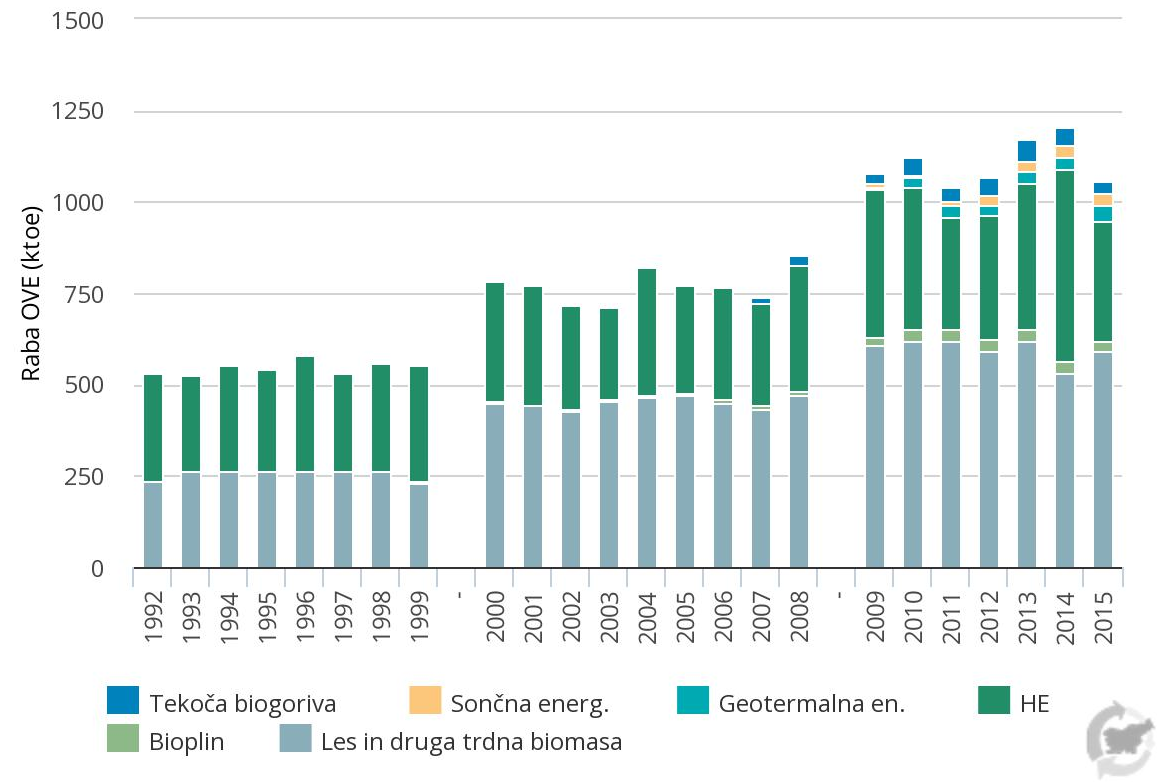 1500
1250
1000
750
500
250
0
Raba OVE (ktoe)
1992 1993 1994 1995 1996 1997 1998 1999 - 2000 2001 2002 2003 2004 2005 2006 2007 2008 - 2009 2010 2011 2012 2013 2014 2015
Tekoča biogoriva Sončna energ. Geotermalna en. HE
Bioplin Les in druga trdna biomasa